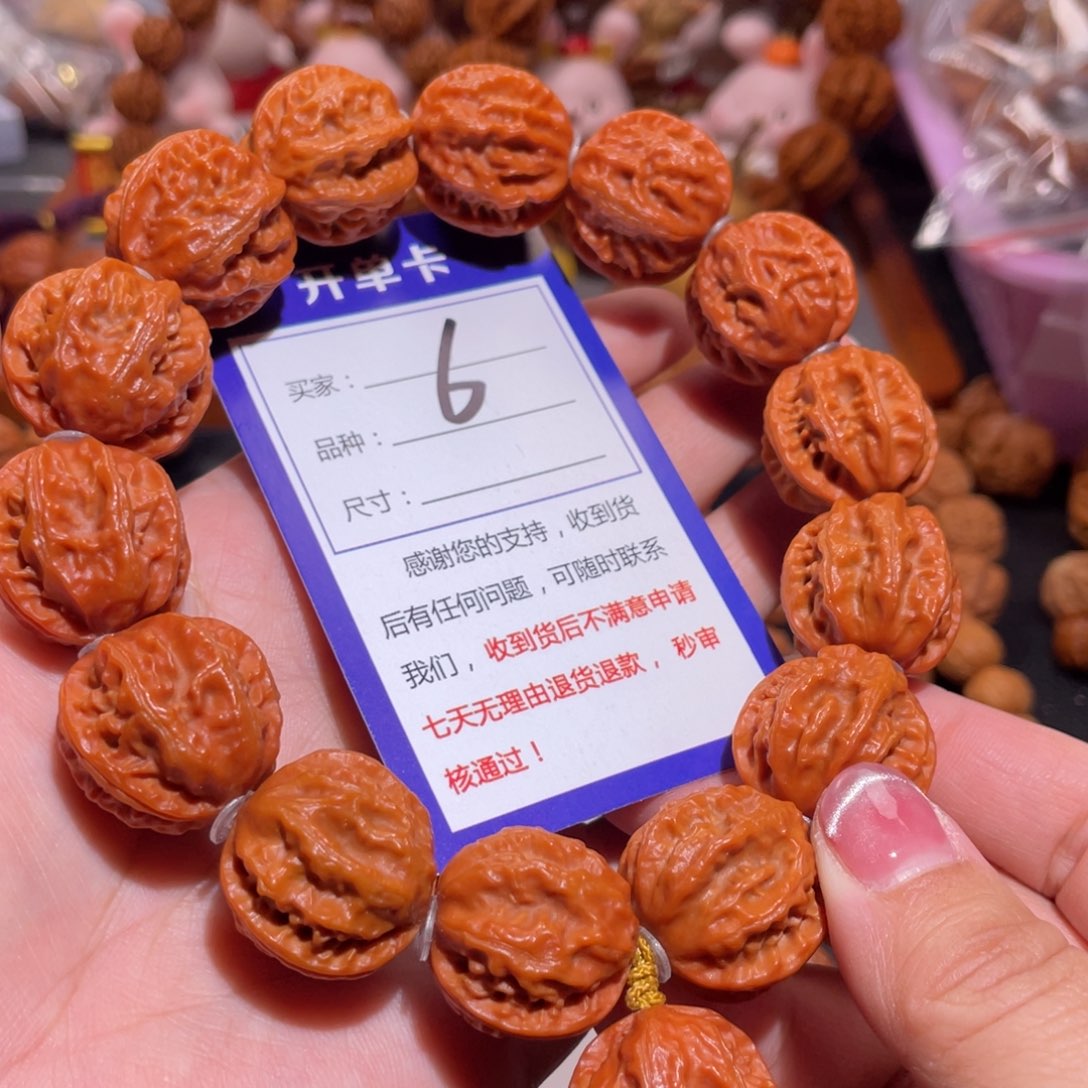 开单卡
买家：6
品种：
尺寸：
感谢您的支持，收到货
后有任何问题，可随时联系
我们，收到货后不满意申请
七天无理由退货退款，秒审
核通过！